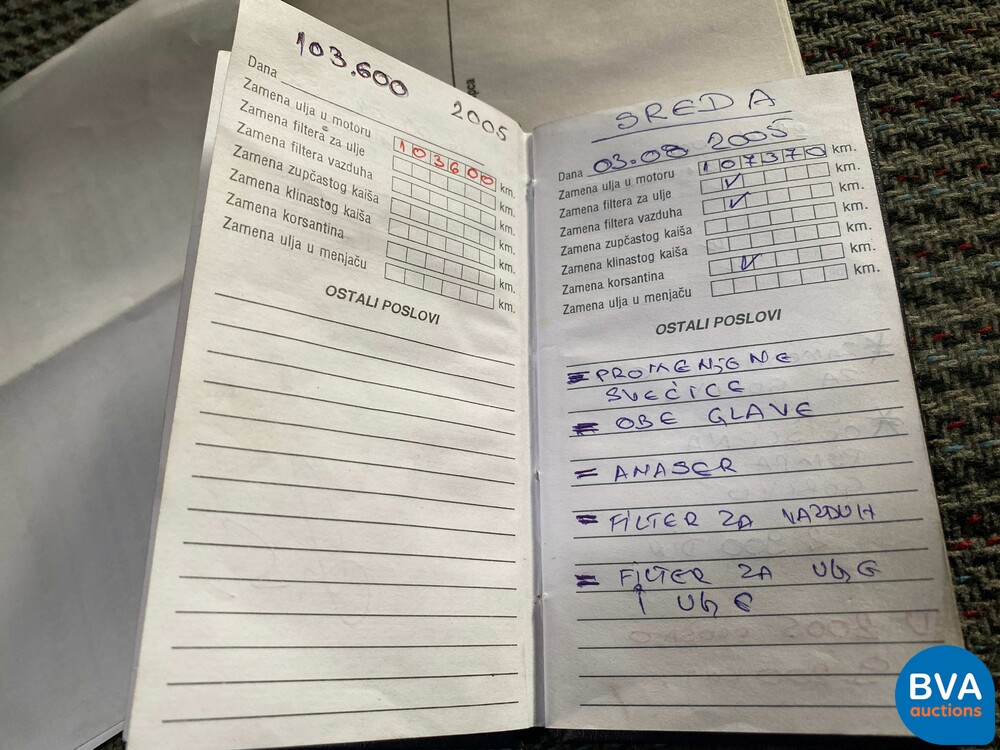 103.600
Dana 2005
Zamena ulja u motoru 103600 km.
Zamena filtera za ulje km.
Zamena filtera vazduha km.
Zamena zupčastog kaiša km.
Zamena klinastog kaiša km.
Zamena korsantina km.
Zamena ulja u menjaču km.
OSTALI POSLOVI
SREDA
Dana 03.08 2005
Zamena ulja u motoru 107370 km.
Zamena filtera za ulje ✓ km.
Zamena filtera vazduha ✓ km.
Zamena zupčastog kaiša km.
Zamena klinastog kaiša km.
Zamena korsantina ✓ km.
Zamena ulja u menjaču km.
OSTALI POSLOVI
= PROMENJENE
SVEĆICE
= OBE GLAVE
= ANASER
= FILTER ZA VAZDUH
= FILTER ZA ULJE
I ULJE
BVA
auctions